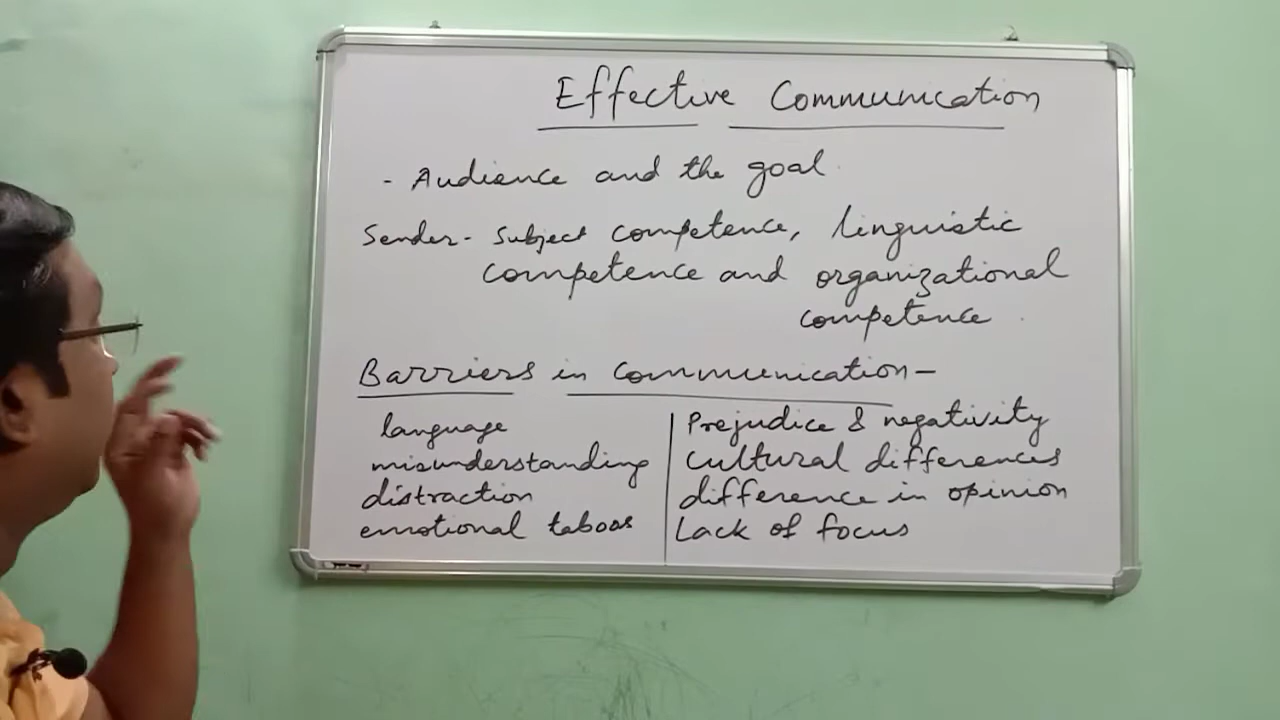 Effective Communication
- Audience and the goal
Sender - Subject competence, linguistic
competence and organizational
competence
Barriers in communication -
language
misunderstanding
distraction
emotional taboos
Prejudice & negativity
cultural differences
difference in opinion
Lack of focus